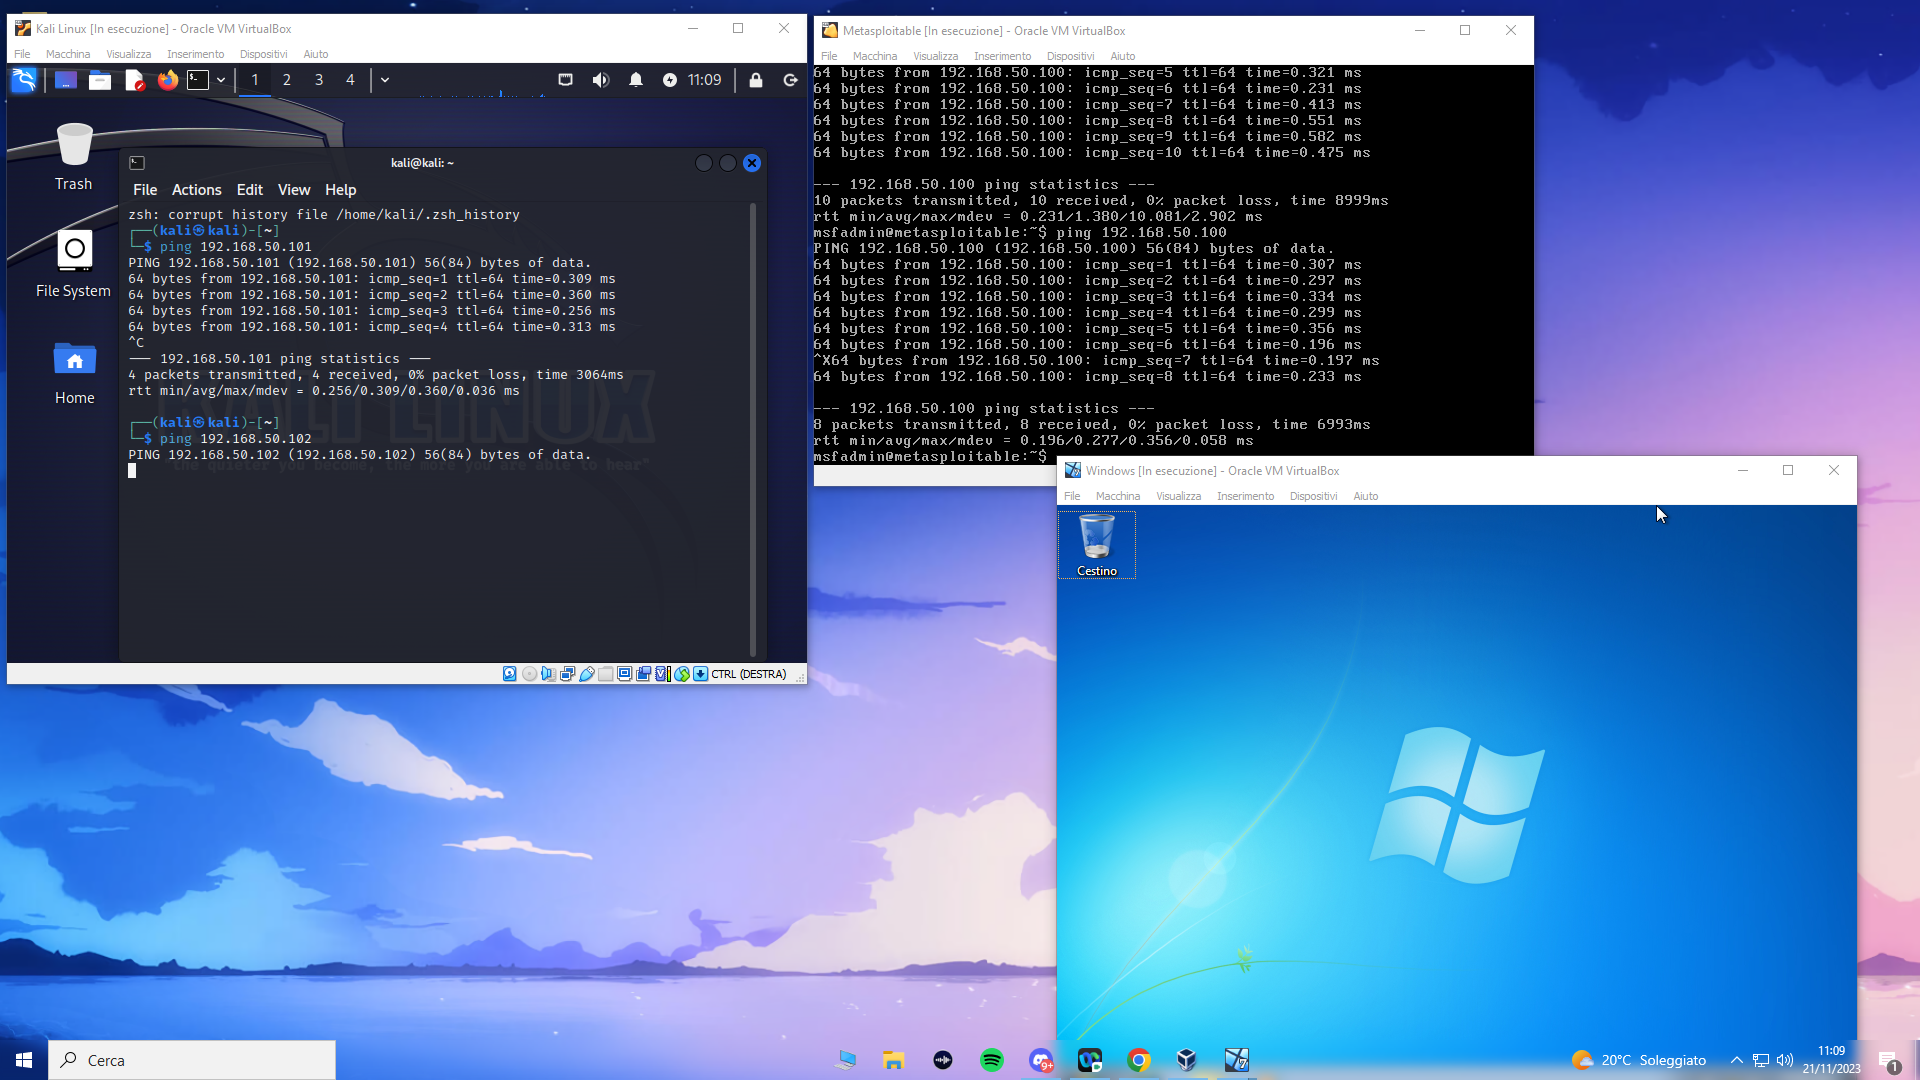 Kali Linux [In esecuzione] - Oracle VM VirtualBox
File Macchina Visualizza Inserimento Dispositivi Aiuto
1 2 3 4 11:09
Trash
File System
Home
kali@kali: ~
File Actions Edit View Help
zsh: corrupt history file /home/kali/.zsh_history
┌──(kali㉿kali)-[~]
└─$ ping 192.168.50.101
PING 192.168.50.101 (192.168.50.101) 56(84) bytes of data.
64 bytes from 192.168.50.101: icmp_seq=1 ttl=64 time=0.309 ms
64 bytes from 192.168.50.101: icmp_seq=2 ttl=64 time=0.360 ms
64 bytes from 192.168.50.101: icmp_seq=3 ttl=64 time=0.256 ms
64 bytes from 192.168.50.101: icmp_seq=4 ttl=64 time=0.313 ms
^C
--- 192.168.50.101 ping statistics ---
4 packets transmitted, 4 received, 0% packet loss, time 3064ms
rtt min/avg/max/mdev = 0.256/0.309/0.360/0.036 ms
┌──(kali㉿kali)-[~]
└─$ ping 192.168.50.102
PING 192.168.50.102 (192.168.50.102) 56(84) bytes of data.
KALI LINUX
"the quieter you become, the more you are able to hear"
CTRL (DESTRA)
Metasploitable [In esecuzione] - Oracle VM VirtualBox
File Macchina Visualizza Inserimento Dispositivi Aiuto
64 bytes from 192.168.50.100: icmp_seq=5 ttl=64 time=0.321 ms
64 bytes from 192.168.50.100: icmp_seq=6 ttl=64 time=0.231 ms
64 bytes from 192.168.50.100: icmp_seq=7 ttl=64 time=0.413 ms
64 bytes from 192.168.50.100: icmp_seq=8 ttl=64 time=0.551 ms
64 bytes from 192.168.50.100: icmp_seq=9 ttl=64 time=0.582 ms
64 bytes from 192.168.50.100: icmp_seq=10 ttl=64 time=0.475 ms
--- 192.168.50.100 ping statistics ---
10 packets transmitted, 10 received, 0% packet loss, time 8999ms
rtt min/avg/max/mdev = 0.231/1.380/10.081/2.902 ms
msfadmin@metasploitable:~$ ping 192.168.50.100
PING 192.168.50.100 (192.168.50.100) 56(84) bytes of data.
64 bytes from 192.168.50.100: icmp_seq=1 ttl=64 time=0.307 ms
64 bytes from 192.168.50.100: icmp_seq=2 ttl=64 time=0.297 ms
64 bytes from 192.168.50.100: icmp_seq=3 ttl=64 time=0.334 ms
64 bytes from 192.168.50.100: icmp_seq=4 ttl=64 time=0.299 ms
64 bytes from 192.168.50.100: icmp_seq=5 ttl=64 time=0.356 ms
64 bytes from 192.168.50.100: icmp_seq=6 ttl=64 time=0.196 ms
^X64 bytes from 192.168.50.100: icmp_seq=7 ttl=64 time=0.197 ms
64 bytes from 192.168.50.100: icmp_seq=8 ttl=64 time=0.233 ms
--- 192.168.50.100 ping statistics ---
8 packets transmitted, 8 received, 0% packet loss, time 6993ms
rtt min/avg/max/mdev = 0.196/0.277/0.356/0.058 ms
msfadmin@metasploitable:~$
Windows [In esecuzione] - Oracle VM VirtualBox
File Macchina Visualizza Inserimento Dispositivi Aiuto
Cestino
Cerca
9+
7
20°C Soleggiato
11:09
21/11/2023
1